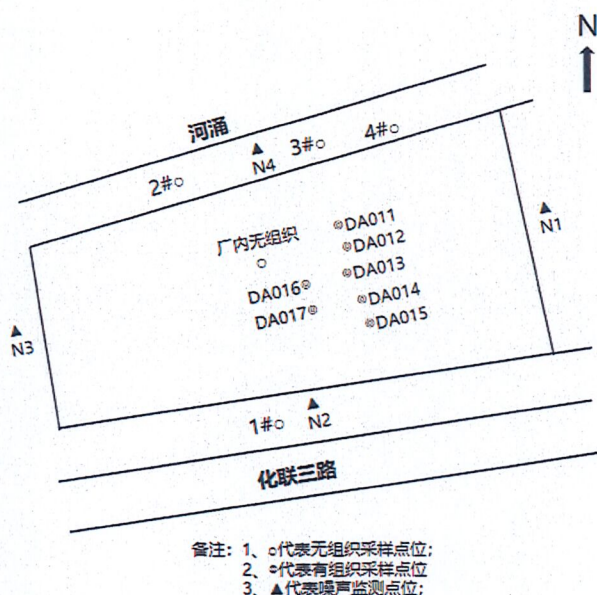 N
河涌
▲
N4
3#○
4#○
2#○
厂内无组织
○
◎DA011
◎DA012
◎DA013
DA016◎
◎DA014
DA017◎
◎DA015
▲
N1
▲
N3
1#○
▲
N2
化联三路
备注：1、○代表无组织采样点位；
2、◎代表有组织采样点位
3、▲代表噪声监测点位；